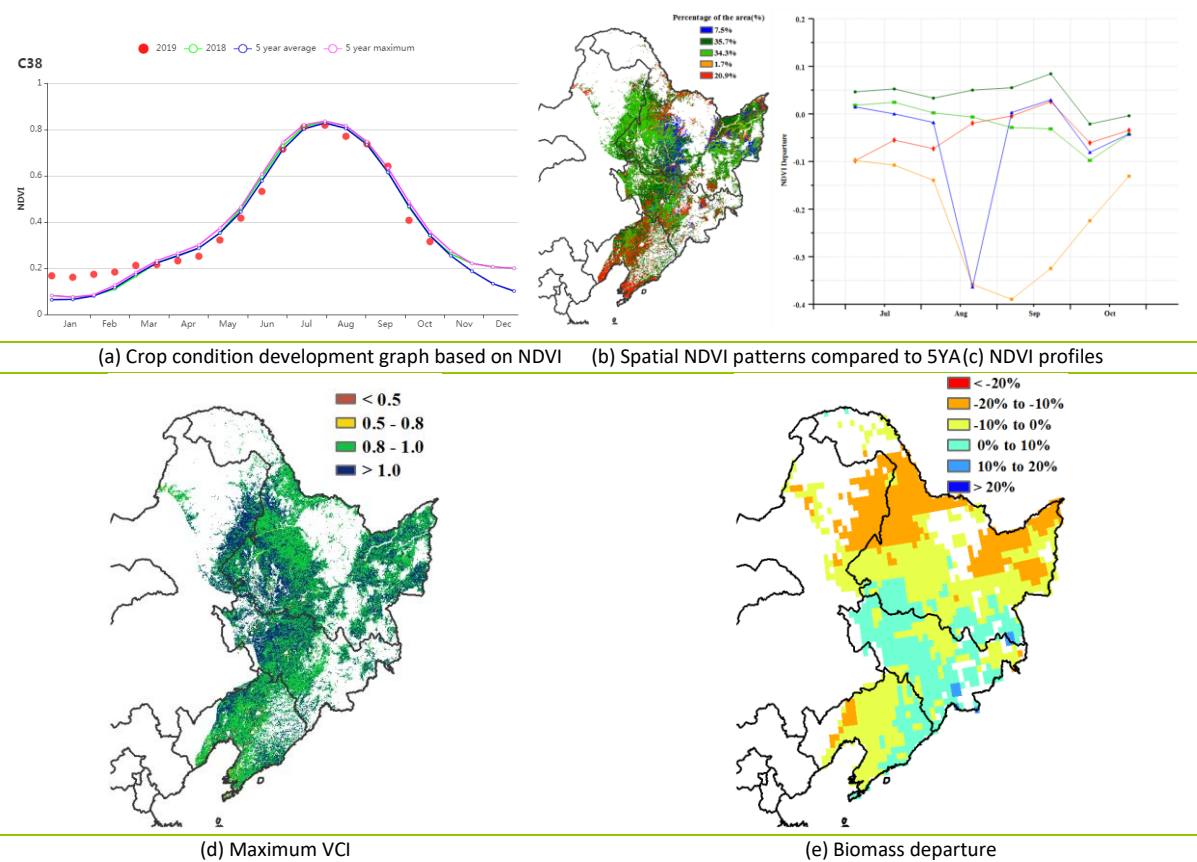 2019 2018 5 year average 5 year maximum
C38
NDVI
1
0.8
0.6
0.4
0.2
0
Jan Feb Mar Apr May Jun Jul Aug Sep Oct Nov Dec
Percentage of the area(%)
7.5%
35.7%
34.3%
1.7%
20.9%
NDVI Departure
0.2
0.1
0.0
-0.1
-0.2
-0.3
-0.4
Jul Aug Sep Oct
(a) Crop condition development graph based on NDVI (b) Spatial NDVI patterns compared to 5YA (c) NDVI profiles
< 0.5
0.5 - 0.8
0.8 - 1.0
> 1.0
< -20%
-20% to -10%
-10% to 0%
0% to 10%
10% to 20%
> 20%
(d) Maximum VCI (e) Biomass departure